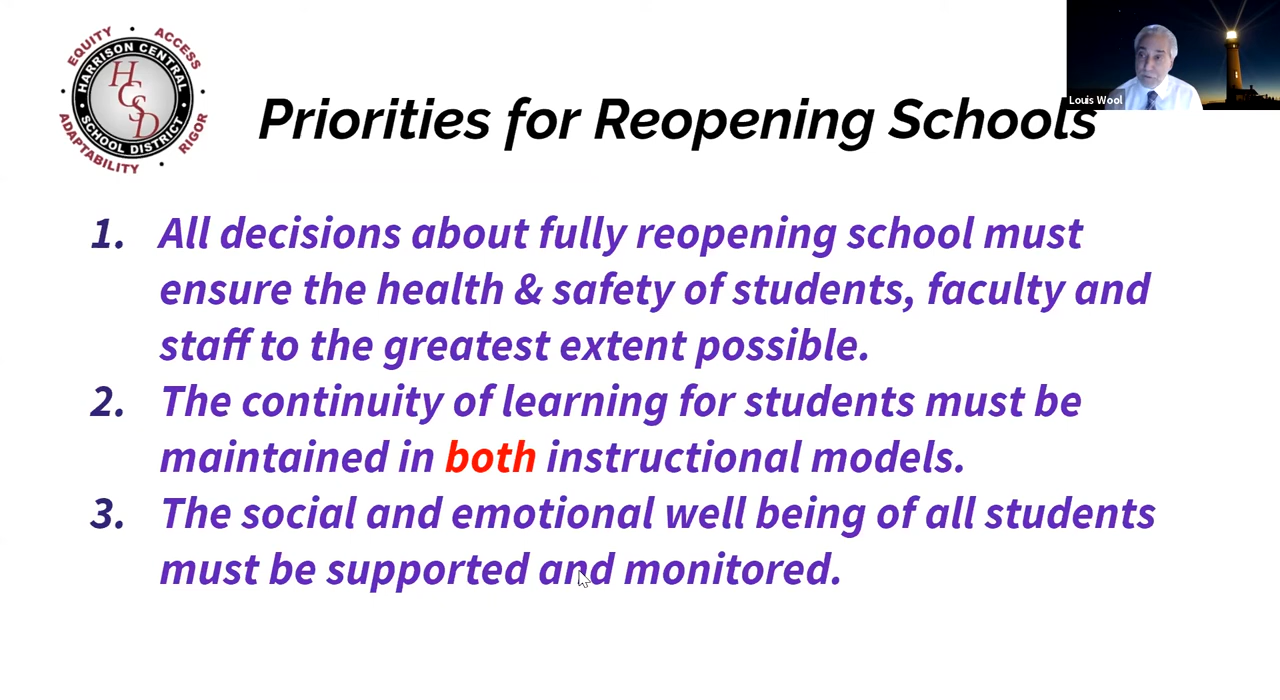 EQUITY • ACCESS
HARRISON CENTRAL
HCSD
SCHOOL DISTRICT
ADAPTABILITY • RIGOR
Louis Wool
Priorities for Reopening Schools
1. All decisions about fully reopening school must
ensure the health & safety of students, faculty and
staff to the greatest extent possible.
2. The continuity of learning for students must be
maintained in both instructional models.
3. The social and emotional well being of all students
must be supported and monitored.